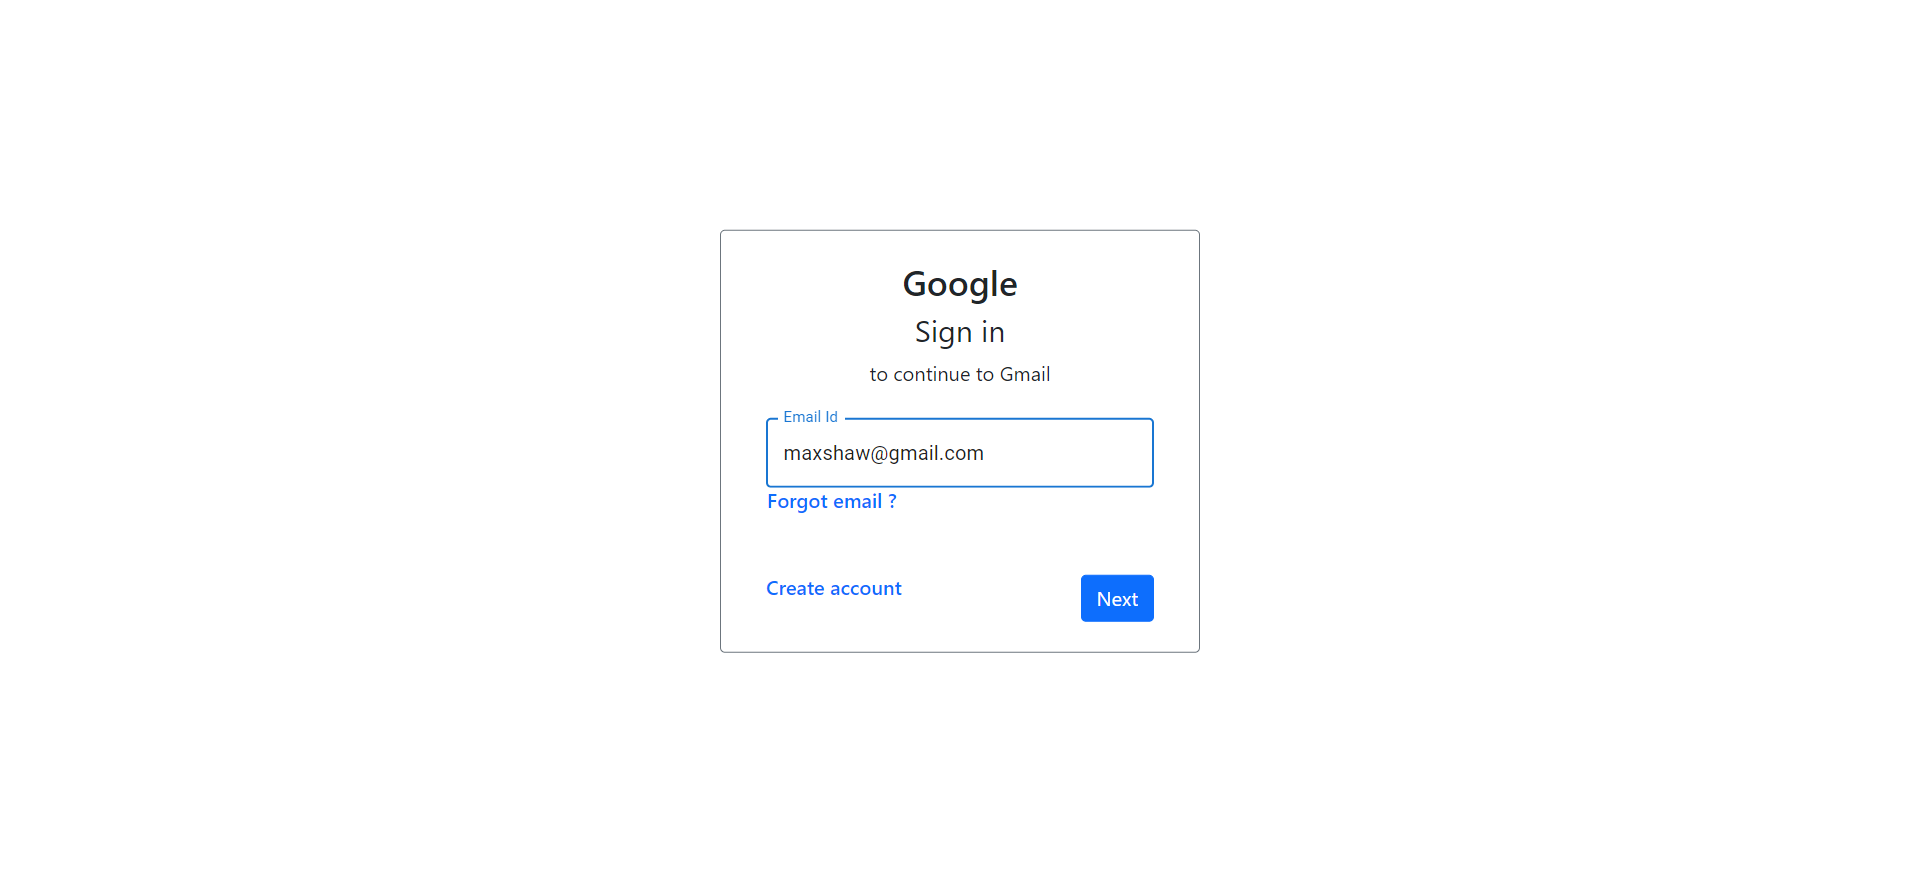 Google
Sign in
to continue to Gmail
Email Id
maxshaw@gmail.com
Forgot email ?
Create account
Next